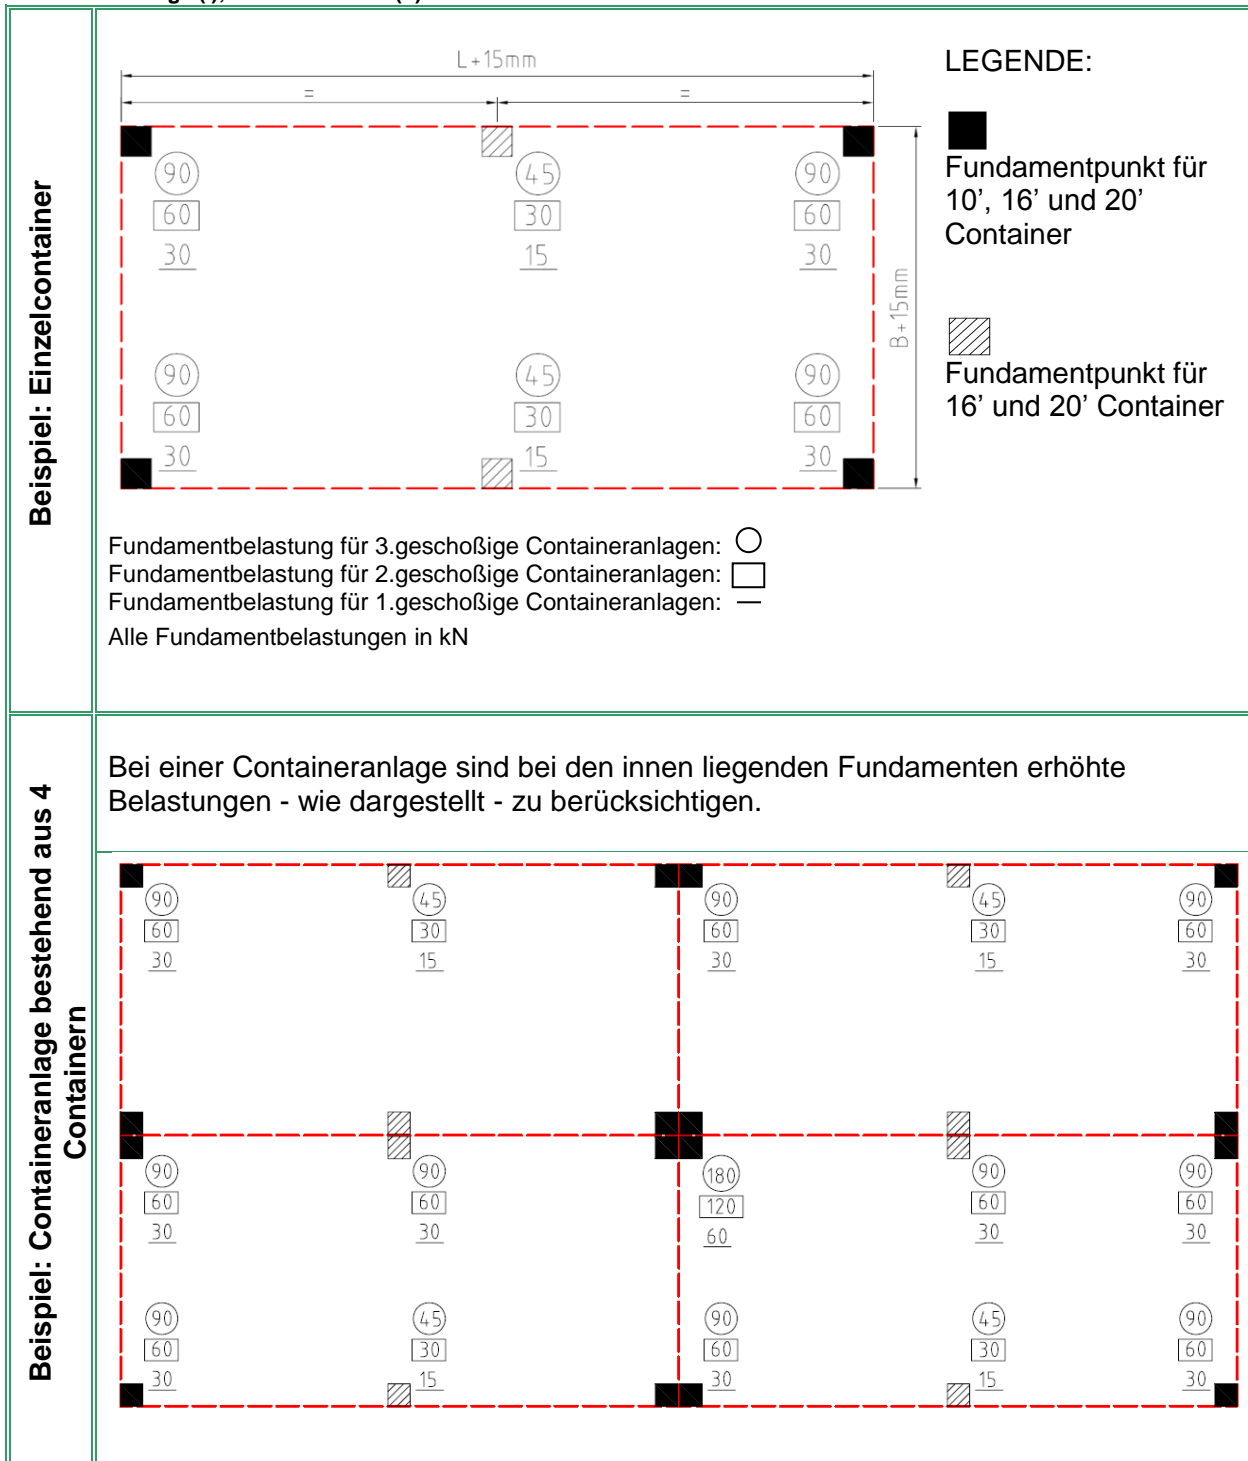 Beispiel: Einzelcontainer
L+15mm
= =
90 45 90
60 30 60
30 15 30
B+15mm
90 45 90
60 30 60
30 15 30
LEGENDE:
Fundamentpunkt für
10’, 16’ und 20’
Container
Fundamentpunkt für
16’ und 20’ Container
Fundamentbelastung für 3.geschoßige Containeranlagen:
Fundamentbelastung für 2.geschoßige Containeranlagen:
Fundamentbelastung für 1.geschoßige Containeranlagen:
Alle Fundamentbelastungen in kN
Beispiel: Containeranlage bestehend aus 4
Containern
Bei einer Containeranlage sind bei den innen liegenden Fundamenten erhöhte
Belastungen - wie dargestellt - zu berücksichtigen.
90 45 90 45 90
60 30 60 30 60
30 15 30 15 30
90 90 180 90 90
60 60 120 60 60
30 30 60 30 30
90 45 90 45 90
60 30 60 30 60
30 15 30 15 30